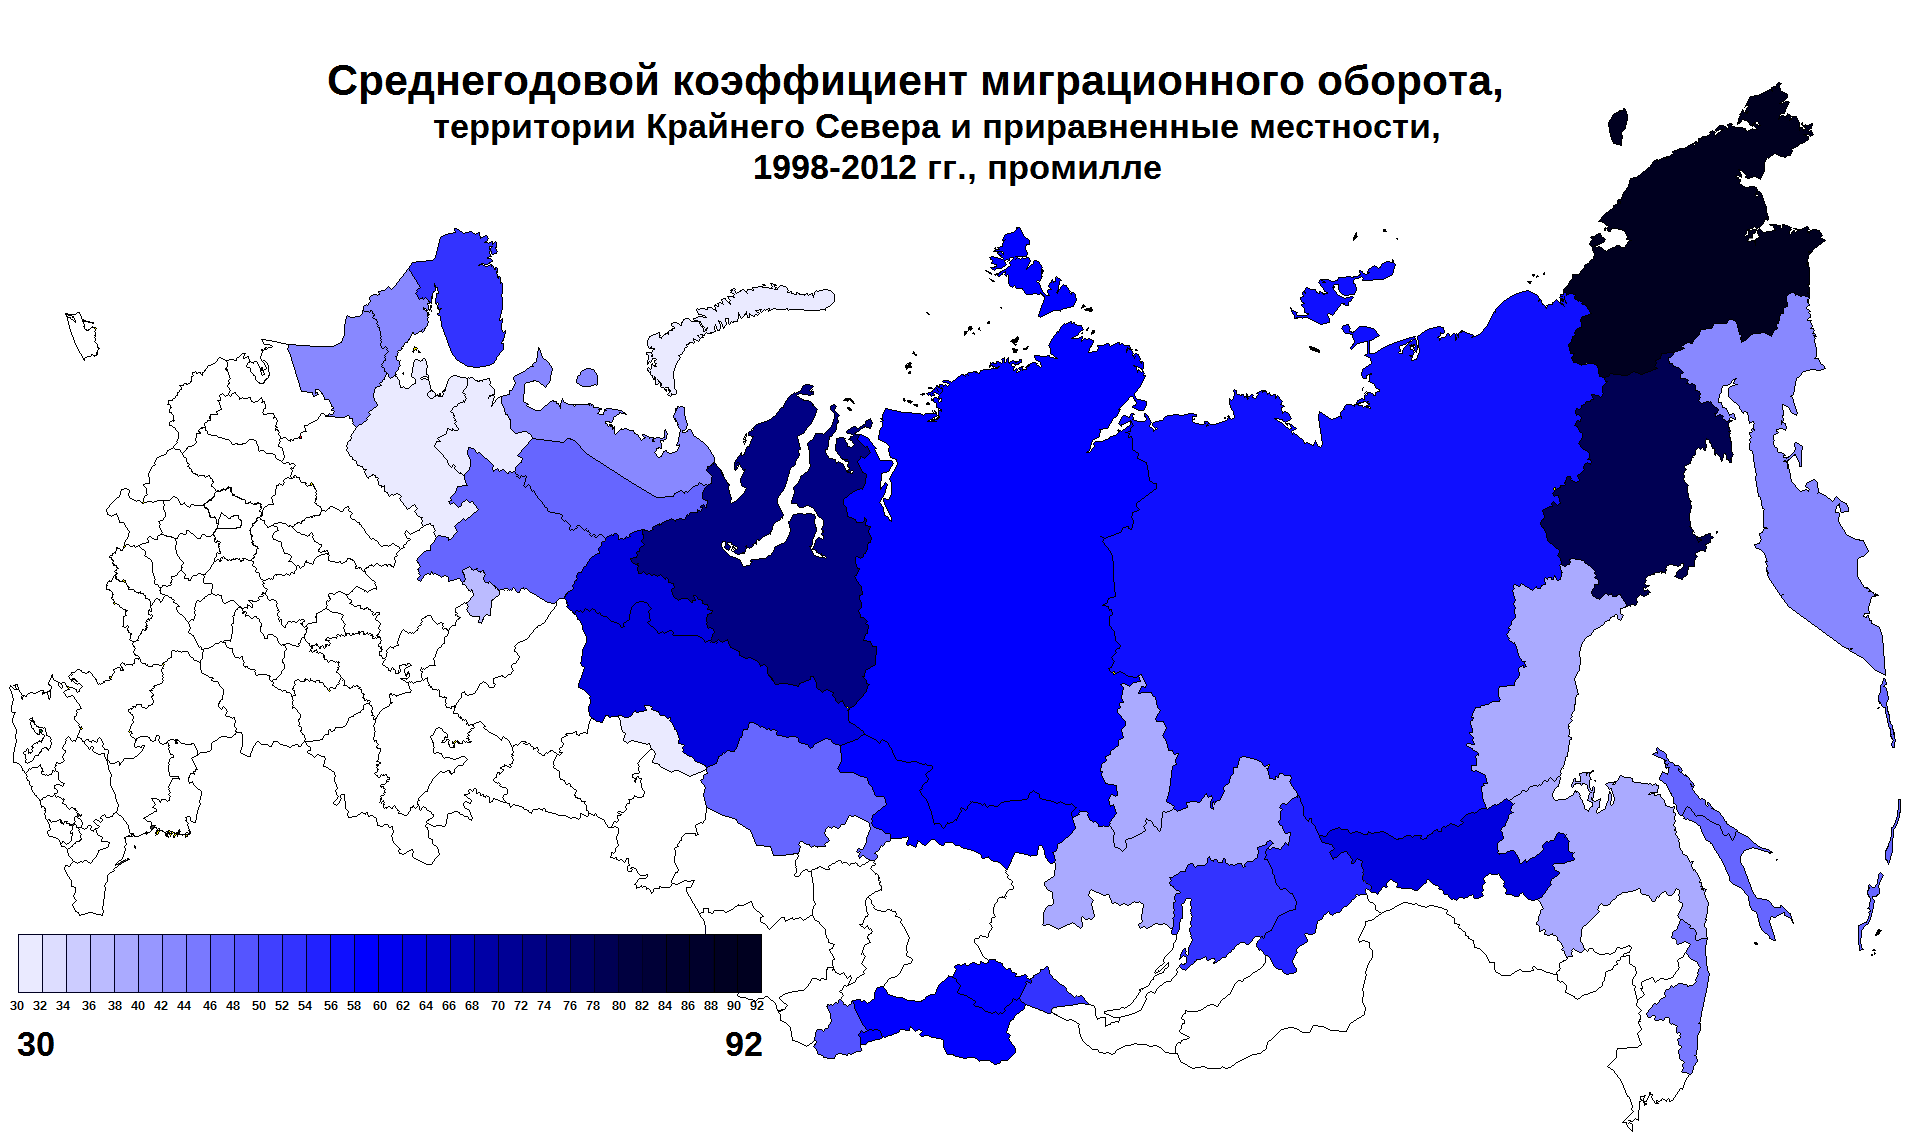 Среднегодовой коэффициент миграционного оборота,
территории Крайнего Севера и приравненные местности,
1998-2012 гг., промилле
30 32 34 36 38 40 42 44 46 48 50 52 54 56 58 60 62 64 66 68 70 72 74 76 78 80 82 84 86 88 90 92
30 92